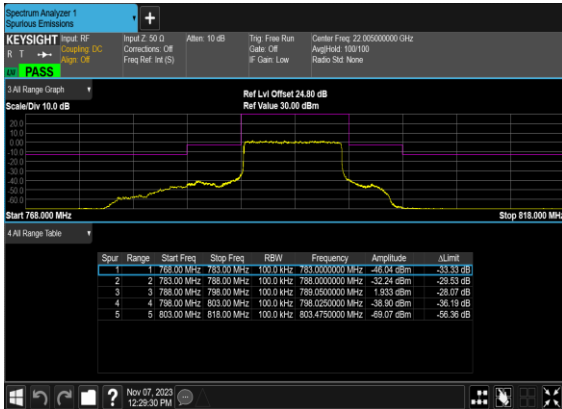 Spectrum Analyzer 1
Spurious Emissions
+
KEYSIGHT Input: RF Input Z: 50 Ω Atten: 10 dB Trig: Free Run Center Freq: 22.005000000 GHz
R T Coupling: DC Corrections: Off Gate: Off Avg|Hold: 100/100
Align: Off Freq Ref: Int (S) IF Gain: Low Radio Std: None
PASS
3 All Range Graph Ref Lvl Offset 24.80 dB
Scale/Div 10.0 dB Ref Value 30.00 dBm
20.0
10.0
0.00
-10.0
-20.0
-30.0
-40.0
-50.0
-60.0
Start 768.000 MHz Stop 818.000 MHz
4 All Range Table
Spur Range Start Freq Stop Freq RBW Frequency Amplitude ΔLimit
1 1 768.00 MHz 783.00 MHz 100.0 kHz 783.0000000 MHz -46.04 dBm -33.33 dB
2 2 783.00 MHz 788.00 MHz 100.0 kHz 788.0000000 MHz -32.24 dBm -29.53 dB
3 3 788.00 MHz 798.00 MHz 100.0 kHz 789.0500000 MHz 1.933 dBm -28.07 dB
4 4 798.00 MHz 803.00 MHz 100.0 kHz 798.0250000 MHz -38.90 dBm -36.19 dB
5 5 803.00 MHz 818.00 MHz 100.0 kHz 803.4750000 MHz -69.07 dBm -56.36 dB
? Nov 07, 2023
12:29:30 PM